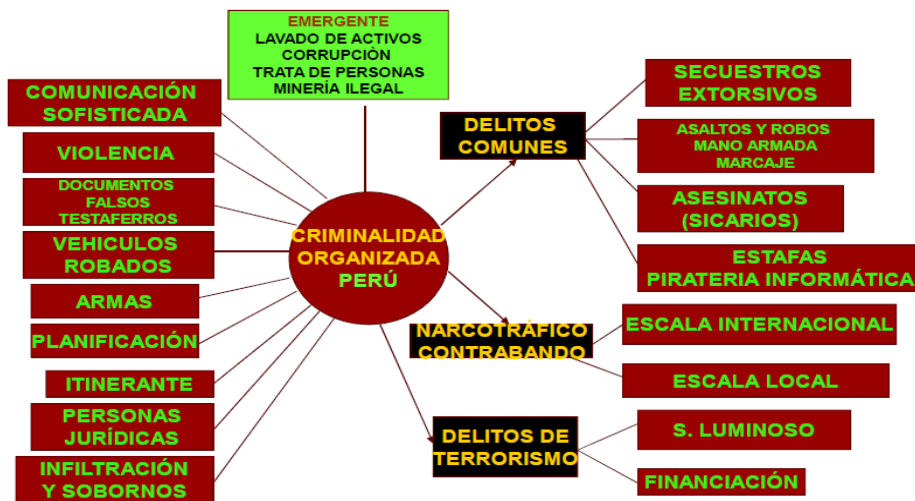 EMERGENTE
LAVADO DE ACTIVOS
CORRUPCIÒN
TRATA DE PERSONAS
MINERÍA ILEGAL
COMUNICACIÓN
SOFISTICADA
VIOLENCIA
DOCUMENTOS
FALSOS
TESTAFERROS
VEHICULOS
ROBADOS
ARMAS
PLANIFICACIÓN
ITINERANTE
PERSONAS
JURÍDICAS
INFILTRACIÓN
Y SOBORNOS
CRIMINALIDAD
ORGANIZADA
PERÚ
DELITOS
COMUNES
SECUESTROS
EXTORSIVOS
ASALTOS Y ROBOS
MANO ARMADA
MARCAJE
ASESINATOS
(SICARIOS)
ESTAFAS
PIRATERIA INFORMÁTICA
NARCOTRÁFICO
CONTRABANDO
ESCALA INTERNACIONAL
ESCALA LOCAL
DELITOS DE
TERRORISMO
S. LUMINOSO
FINANCIACIÓN